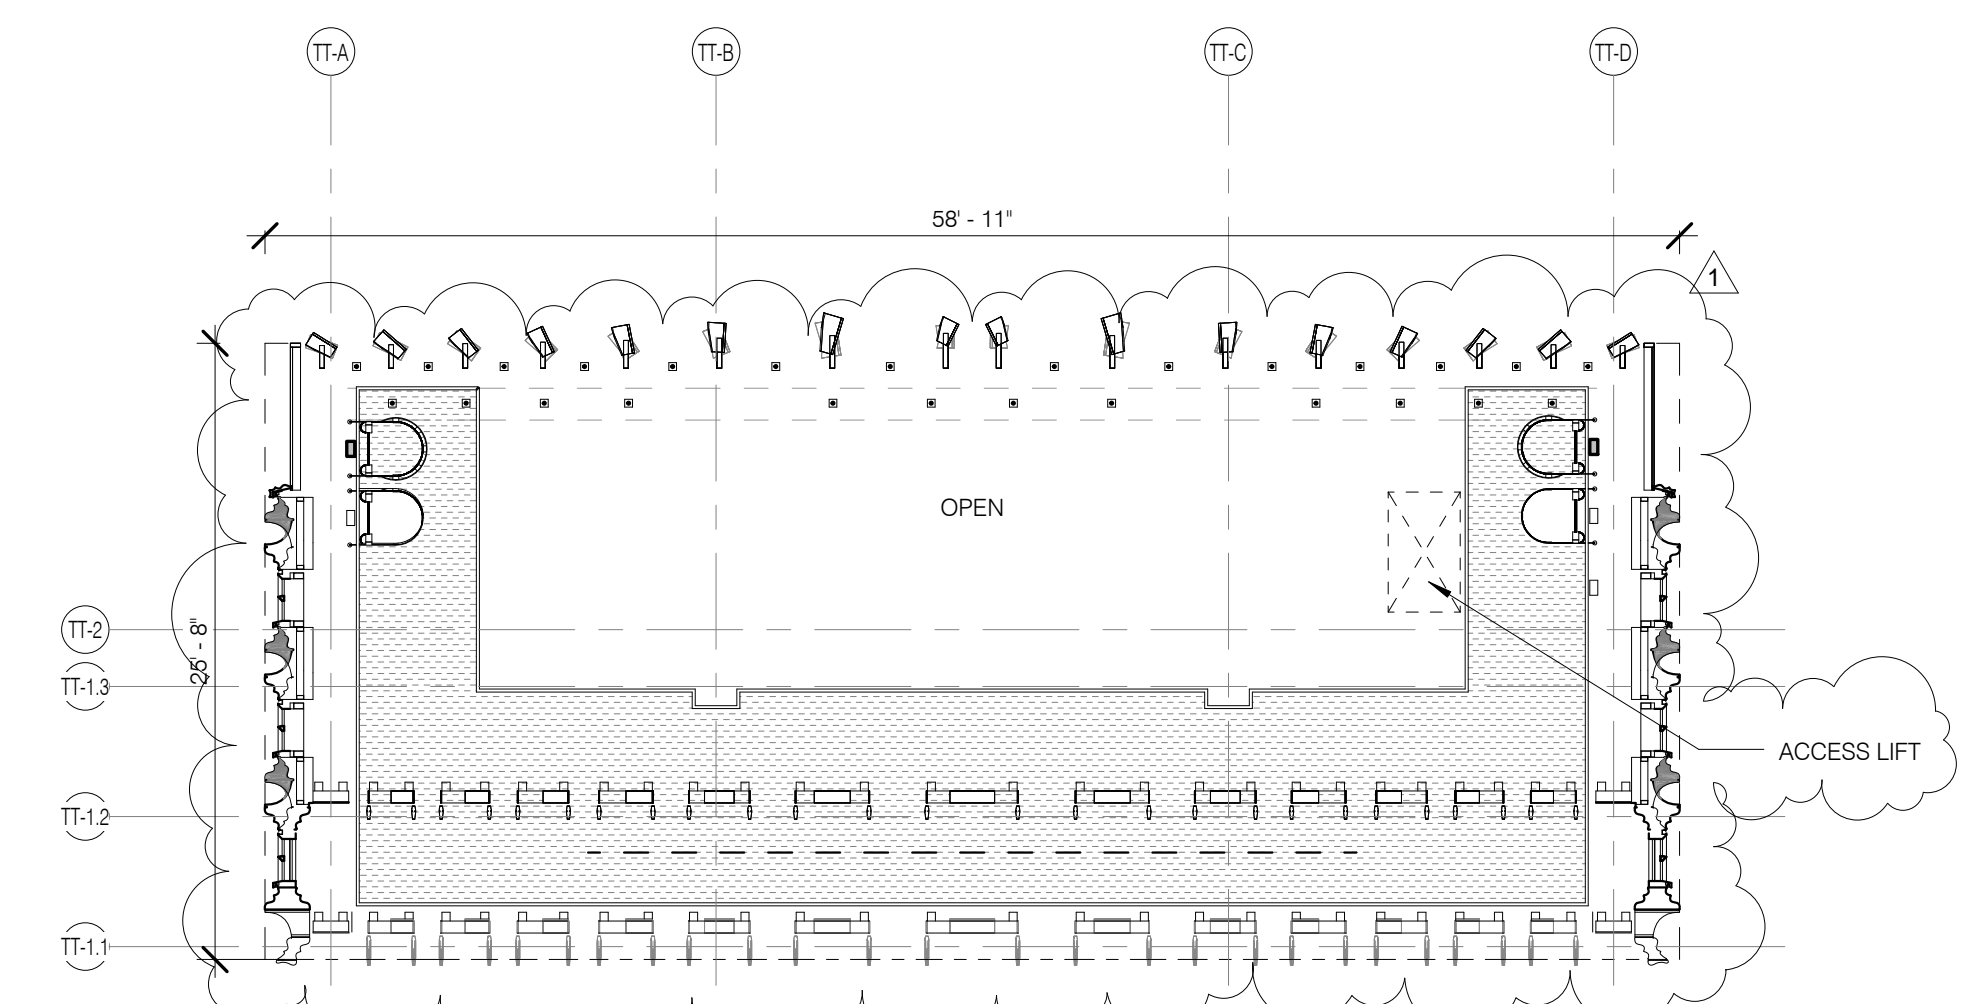 TT-A
TT-B
TT-C
TT-D
58' - 11"
1
OPEN
25' - 8"
TT-2
TT-1.3
ACCESS LIFT
TT-1.2
TT-1.1